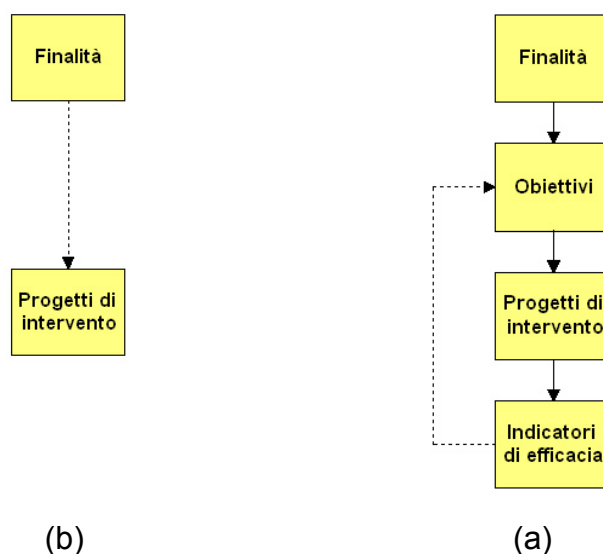 Finalità
Progetti di
intervento
(b)
Finalità
Obiettivi
Progetti di
intervento
Indicatori
di efficacia
(a)